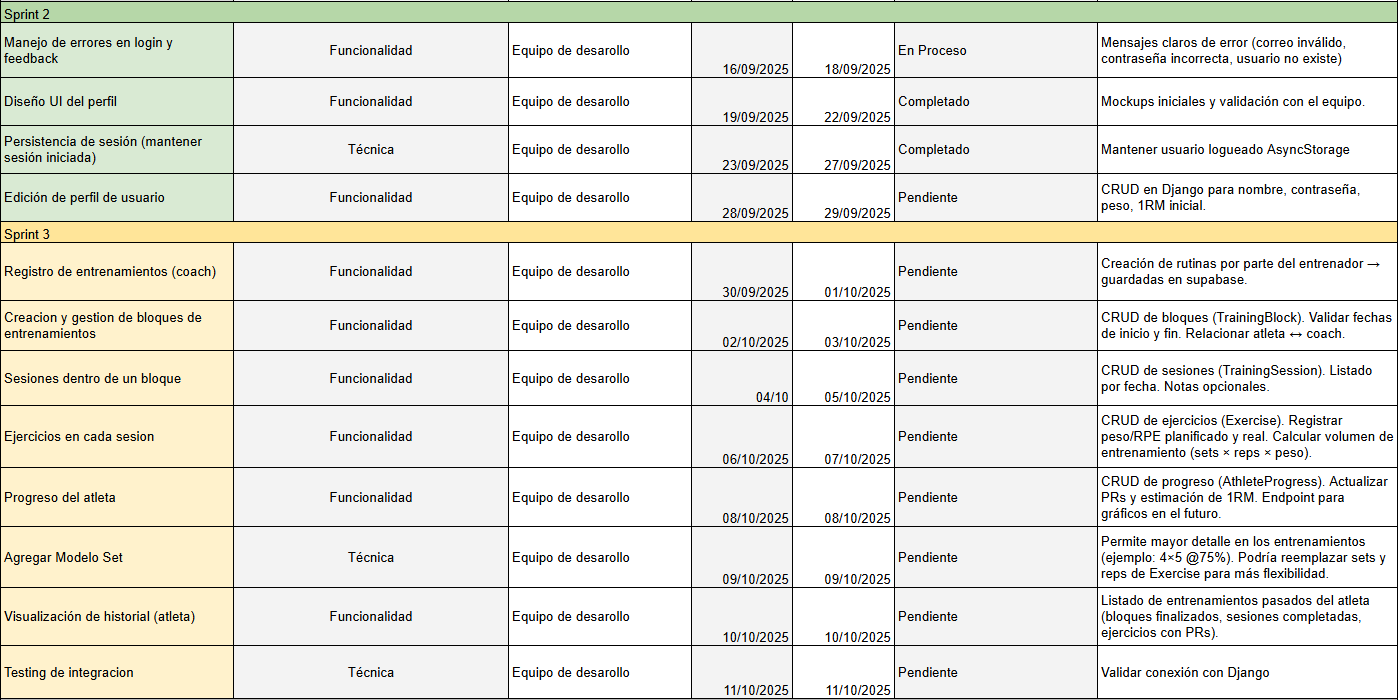 Sprint 2
Manejo de errores en login y
feedback
Funcionalidad
Equipo de desarollo
16/09/2025
18/09/2025
En Proceso
Mensajes claros de error (correo inválido,
contraseña incorrecta, usuario no existe)
Diseño UI del perfil
Funcionalidad
Equipo de desarollo
19/09/2025
22/09/2025
Completado
Mockups iniciales y validación con el equipo.
Persistencia de sesión (mantener
sesión iniciada)
Técnica
Equipo de desarollo
23/09/2025
27/09/2025
Completado
Mantener usuario logueado AsyncStorage
Edición de perfil de usuario
Funcionalidad
Equipo de desarollo
28/09/2025
29/09/2025
Pendiente
CRUD en Django para nombre, contraseña,
peso, 1RM inicial.
Sprint 3
Registro de entrenamientos (coach)
Funcionalidad
Equipo de desarollo
30/09/2025
01/10/2025
Pendiente
Creación de rutinas por parte del entrenador →
guardadas en supabase.
Creacion y gestion de bloques de
entrenamientos
Funcionalidad
Equipo de desarollo
02/10/2025
03/10/2025
Pendiente
CRUD de bloques (TrainingBlock). Validar fechas
de inicio y fin. Relacionar atleta ↔ coach.
Sesiones dentro de un bloque
Funcionalidad
Equipo de desarollo
04/10
05/10/2025
Pendiente
CRUD de sesiones (TrainingSession). Listado
por fecha. Notas opcionales.
Ejercicios en cada sesion
Funcionalidad
Equipo de desarollo
06/10/2025
07/10/2025
Pendiente
CRUD de ejercicios (Exercise). Registrar
peso/RPE planificado y real. Calcular volumen de
entrenamiento (sets × reps × peso).
Progreso del atleta
Funcionalidad
Equipo de desarollo
08/10/2025
08/10/2025
Pendiente
CRUD de progreso (AthleteProgress). Actualizar
PRs y estimación de 1RM. Endpoint para
gráficos en el futuro.
Agregar Modelo Set
Técnica
Equipo de desarollo
09/10/2025
09/10/2025
Pendiente
Permite mayor detalle en los entrenamientos
(ejemplo: 4×5 @75%). Podría reemplazar sets y
reps de Exercise para más flexibilidad.
Visualización de historial (atleta)
Funcionalidad
Equipo de desarollo
10/10/2025
10/10/2025
Pendiente
Listado de entrenamientos pasados del atleta
(bloques finalizados, sesiones completadas,
ejercicios con PRs).
Testing de integracion
Técnica
Equipo de desarollo
11/10/2025
11/10/2025
Pendiente
Validar conexión con Django